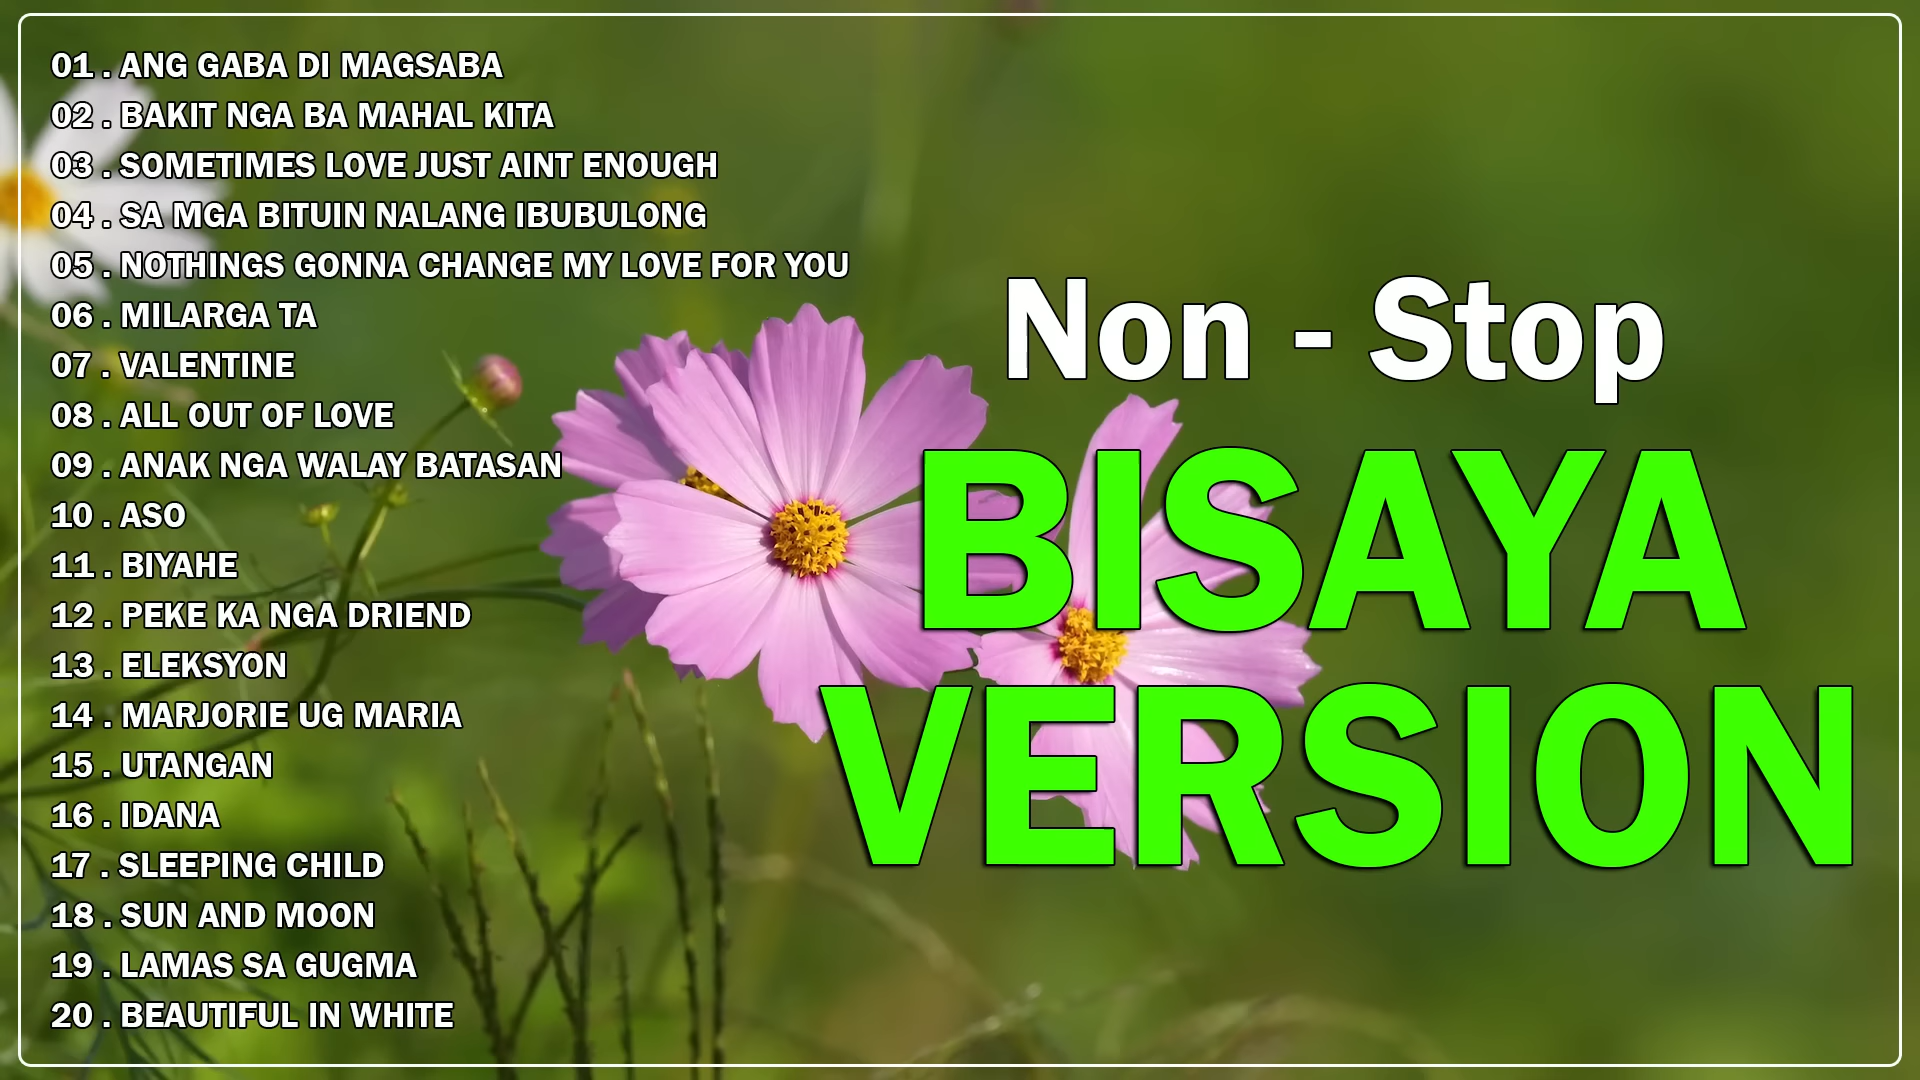 01 . ANG GABA DI MAGSABA
02 . BAKIT NGA BA MAHAL KITA
03 . SOMETIMES LOVE JUST AINT ENOUGH
04 . SA MGA BITUIN NALANG IBUBULONG
05 . NOTHINGS GONNA CHANGE MY LOVE FOR YOU
06 . MILARGA TA
07 . VALENTINE
08 . ALL OUT OF LOVE
09 . ANAK NGA WALAY BATASAN
10 . ASO
11 . BIYAHE
12 . PEKE KA NGA DRIEND
13 . ELEKSYON
14 . MARJORIE UG MARIA
15 . UTANGAN
16 . IDANA
17 . SLEEPING CHILD
18 . SUN AND MOON
19 . LAMAS SA GUGMA
20 . BEAUTIFUL IN WHITE
Non - Stop
BISAYA
VERSION